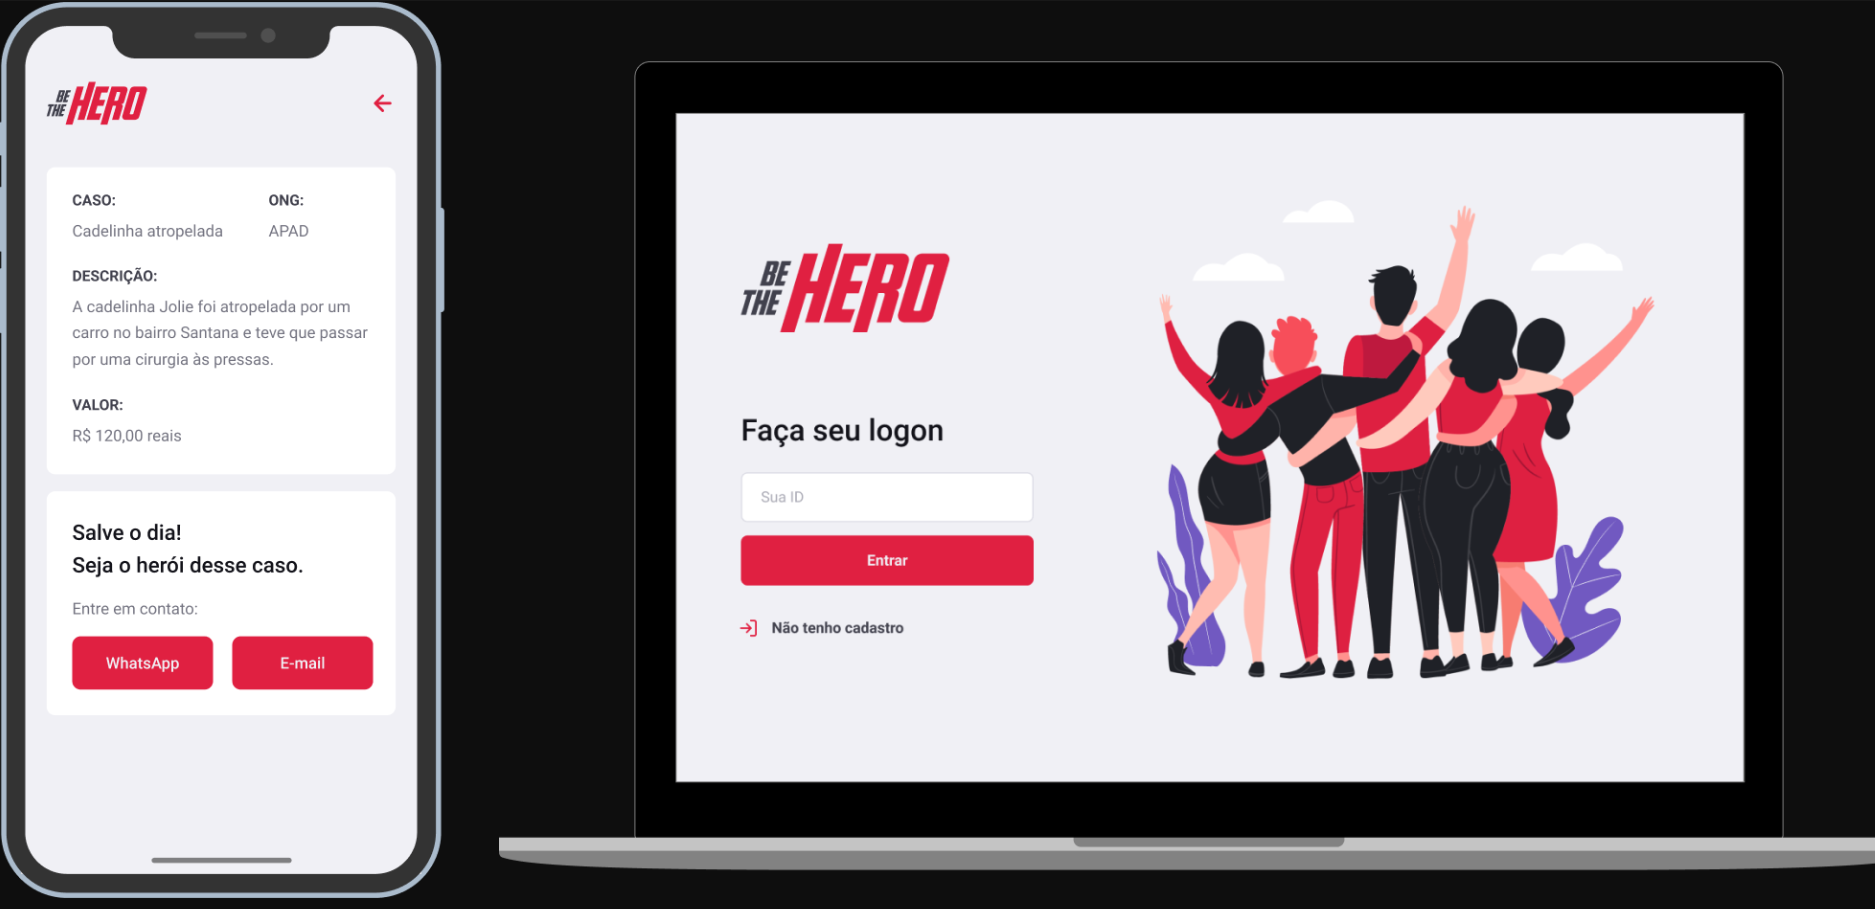 BE
THE HERO
CASO: ONG:
Cadelinha atropelada APAD
DESCRIÇÃO:
A cadelinha Jolie foi atropelada por um
carro no bairro Santana e teve que passar
por uma cirurgia às pressas.
VALOR:
R$ 120,00 reais
Salve o dia!
Seja o herói desse caso.
Entre em contato:
WhatsApp E-mail
BE
THE HERO
Faça seu logon
Sua ID
Entrar
Não tenho cadastro